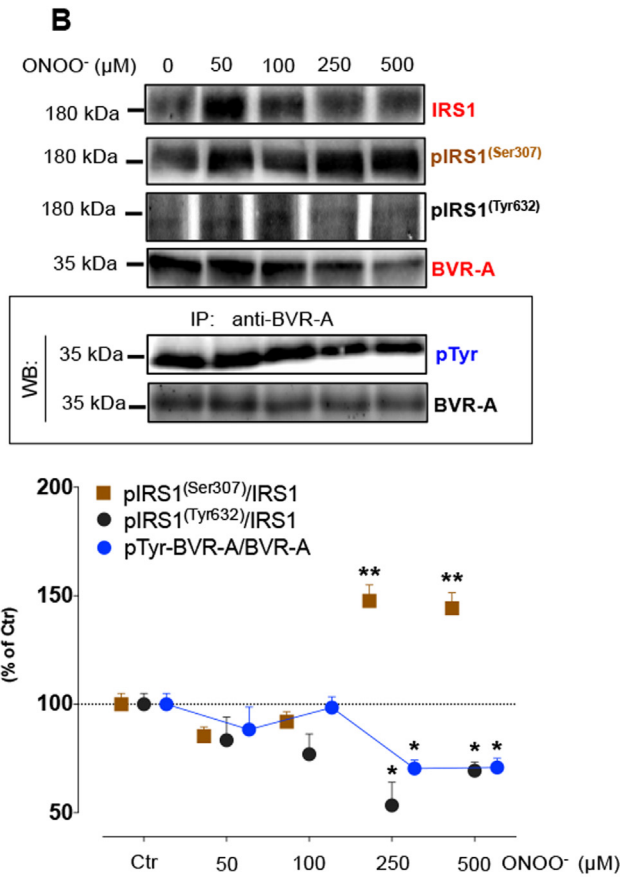 B
ONOO⁻ (µM) 0 50 100 250 500
180 kDa IRS1
180 kDa pIRS1(Ser307)
180 kDa pIRS1(Tyr632)
35 kDa BVR-A
IP: anti-BVR-A
WB:
35 kDa pTyr
35 kDa BVR-A
200
pIRS1(Ser307)/IRS1
pIRS1(Tyr632)/IRS1
pTyr-BVR-A/BVR-A
** **
150
(% of Ctr)
100
* * * *
50
Ctr 50 100 250 500 ONOO⁻ (µM)